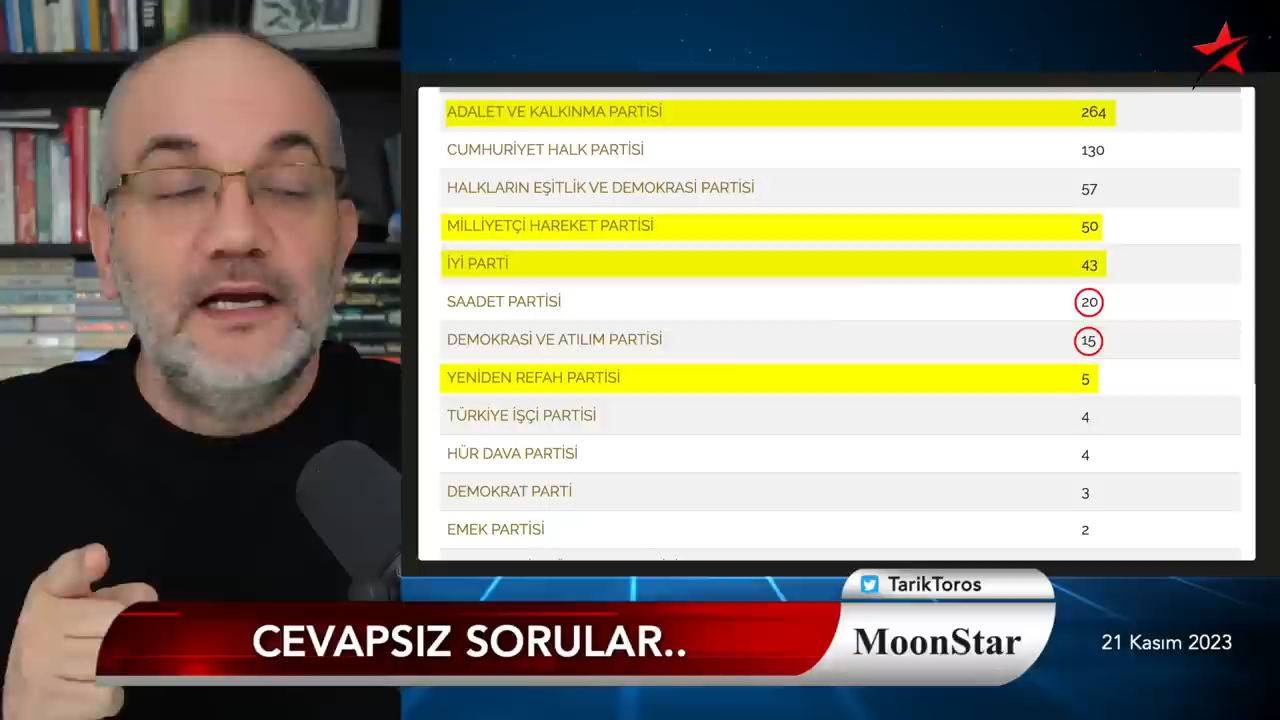 ADALET VE KALKINMA PARTİSİ 264
CUMHURİYET HALK PARTİSİ 130
HALKLARIN EŞİTLİK VE DEMOKRASİ PARTİSİ 57
MİLLİYETÇİ HAREKET PARTİSİ 50
İYİ PARTİ 43
SAADET PARTİSİ 20
DEMOKRASİ VE ATILIM PARTİSİ 15
YENİDEN REFAH PARTİSİ 5
TÜRKİYE İŞÇİ PARTİSİ 4
HÜR DAVA PARTİSİ 4
DEMOKRAT PARTİ 3
EMEK PARTİSİ 2
TarikToros
CEVAPSIZ SORULAR..
MoonStar
21 Kasım 2023